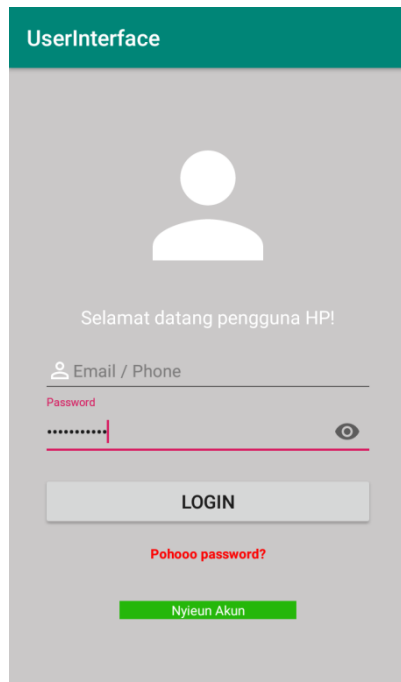 UserInterface
Selamat datang pengguna HP!
Email / Phone
Password
•••••••••••
LOGIN
Pohooo password?
Nyieun Akun